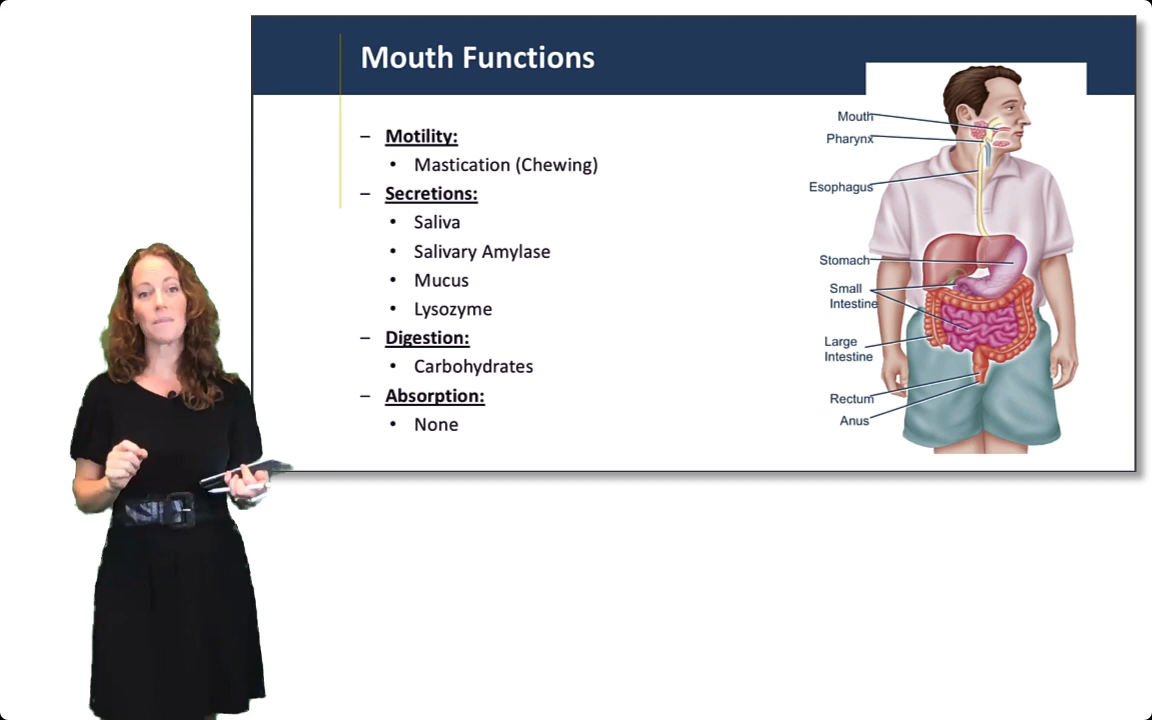 Mouth Functions
– Motility:
• Mastication (Chewing)
– Secretions:
• Saliva
• Salivary Amylase
• Mucus
• Lysozyme
– Digestion:
• Carbohydrates
– Absorption:
• None
Mouth
Pharynx
Esophagus
Stomach
Small
Intestine
Large
Intestine
Rectum
Anus